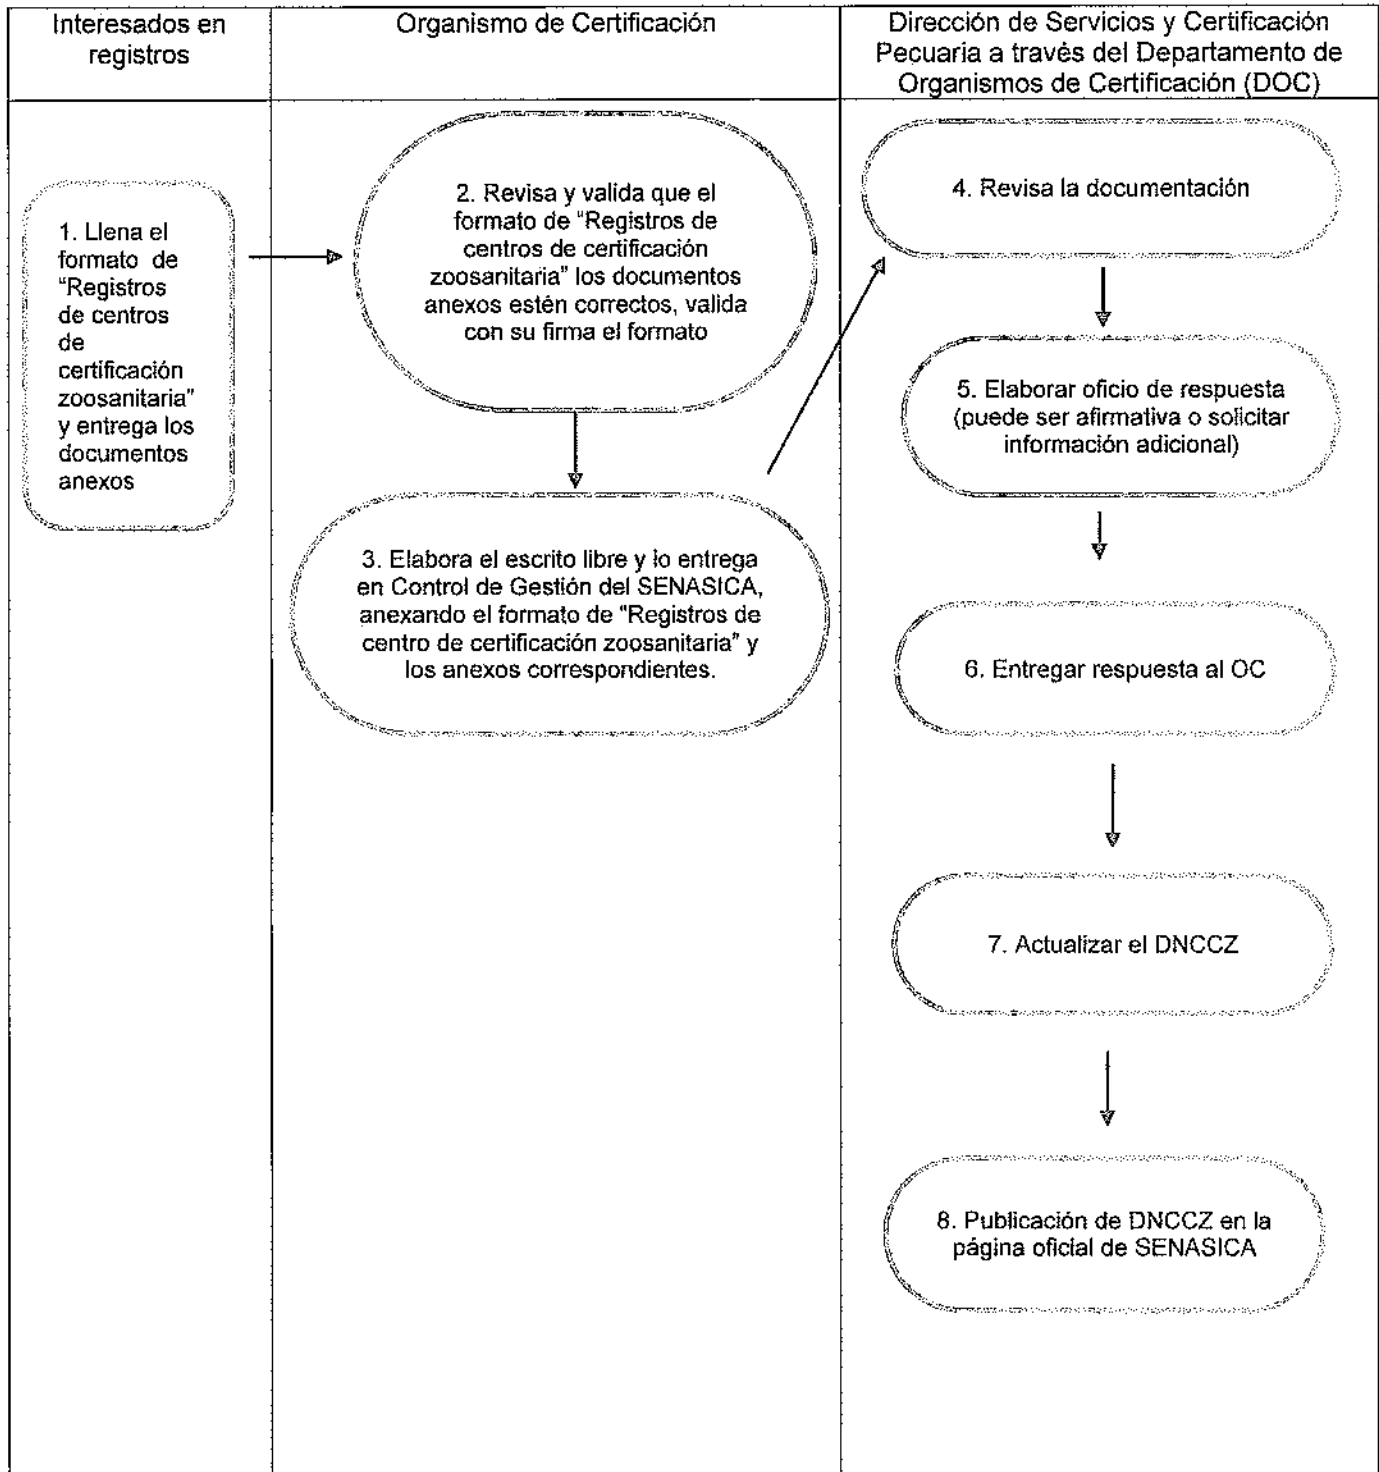 Interesados en
registros
Organismo de Certificación
Dirección de Servicios y Certificación
Pecuaria a través del Departamento de
Organismos de Certificación (DOC)
1. Llena el
formato de
"Registros
de centros
de
certificación
zoosanitaria"
y entrega los
documentos
anexos
2. Revisa y valida que el
formato de "Registros de
centros de certificación
zoosanitaria" los documentos
anexos estén correctos, valida
con su firma el formato
3. Elabora el escrito libre y lo entrega
en Control de Gestión del SENASICA,
anexando el formato de "Registros de
centro de certificación zoosanitaria" y
los anexos correspondientes.
4. Revisa la documentación
5. Elaborar oficio de respuesta
(puede ser afirmativa o solicitar
información adicional)
6. Entregar respuesta al OC
7. Actualizar el DNCCZ
8. Publicación de DNCCZ en la
página oficial de SENASICA